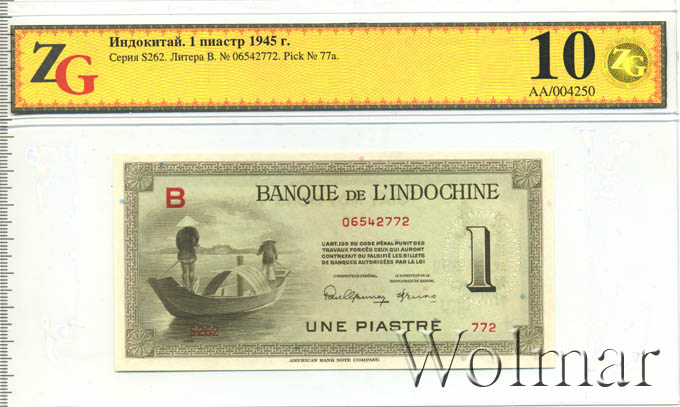 ZG
Индокитай. 1 пиастр 1945 г.
Серия S262. Литера B. № 06542772. Pick № 77a.
10
AA/004250
ZG
B
BANQUE DE L'INDOCHINE
06542772
L'ART. 139 DU CODE PÉNAL PUNIT DES
TRAVAUX FORCÉS CEUX QUI AURONT
CONTREFAIT OU FALSIFIÉ LES BILLETS
DE BANQUES AUTORISÉES PAR LA LOI
1
S262
UNE PIASTRE
772
AMERICAN BANK NOTE COMPANY.
Wolmar